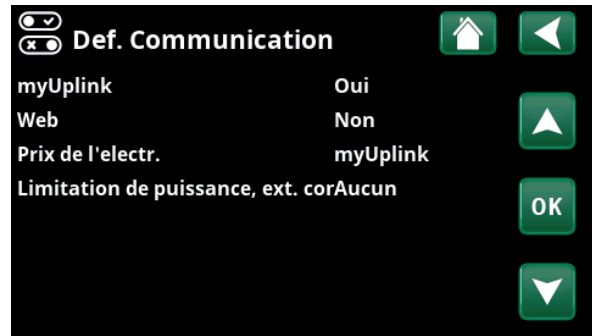 Def. Communication
myUplink Oui
Web Non
Prix de l'electr. myUplink
Limitation de puissance, ext. corAucun
OK